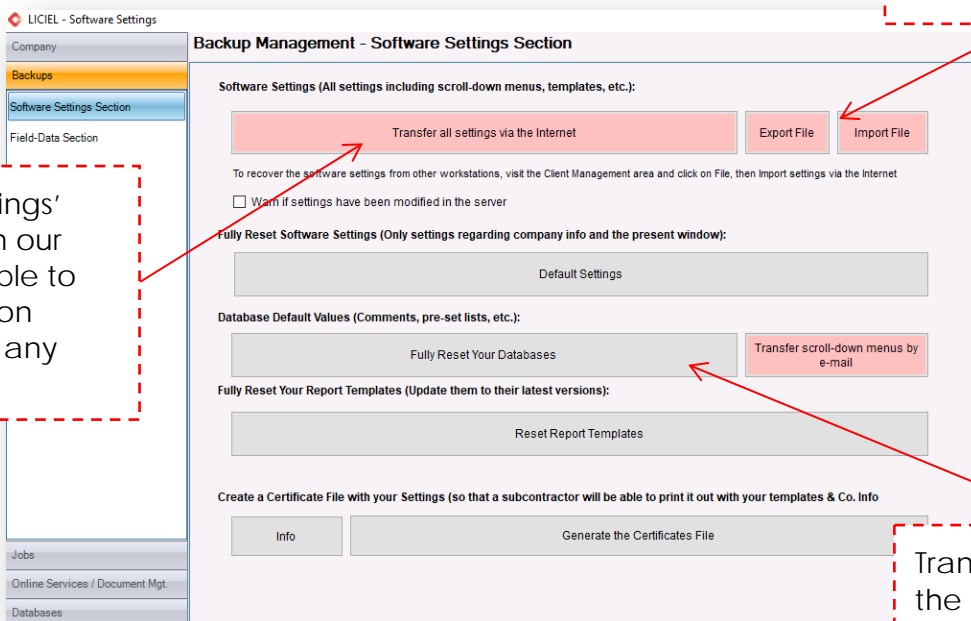 LICIEL - Software Settings
Company
Backups
Software Settings Section
Field-Data Section
Jobs
Online Services / Document Mgt.
Databases
Backup Management - Software Settings Section
Software Settings (All settings including scroll-down menus, templates, etc.):
Transfer all settings via the Internet
Export File
Import File
To recover the software settings from other workstations, visit the Client Management area and click on File, then Import settings via the Internet
Warn if settings have been modified in the server
Fully Reset Software Settings (Only settings regarding company info and the present window):
Default Settings
Database Default Values (Comments, pre-set lists, etc.):
Fully Reset Your Databases
Transfer scroll-down menus by
e-mail
Fully Reset Your Report Templates (Update them to their latest versions):
Reset Report Templates
Create a Certificate File with your Settings (so that a subcontractor will be able to print it out with your templates & Co. Info
Info
Generate the Certificates File
ings'
n our
ble to
on
any
Tran
the